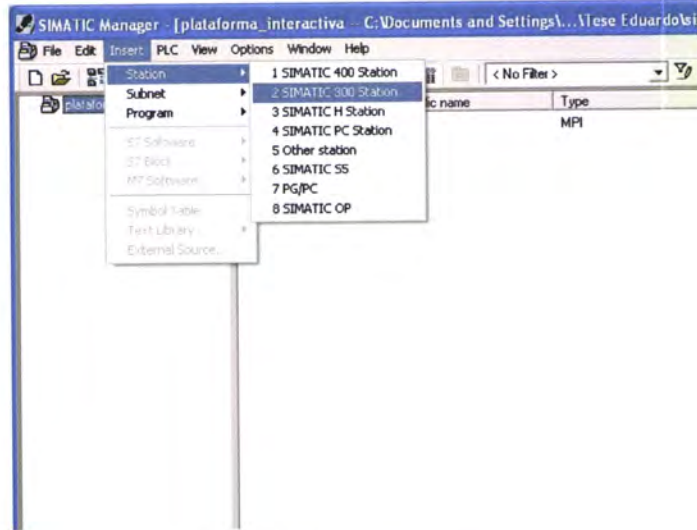 SIMATIC Manager - [plataforma_interactiva -- C:\Documents and Settings\...\Tese Eduardo\si
File Edit Insert PLC View Options Window Help
Station
Subnet
Program
S7 Software
S7 Block
M7 Software
Symbol Table
Text Library
External Source...
1 SIMATIC 400 Station
2 SIMATIC 300 Station
3 SIMATIC H Station
4 SIMATIC PC Station
5 Other station
6 SIMATIC S5
7 PG/PC
8 SIMATIC OP
< No Filter >
platafor
ic name Type
MPI